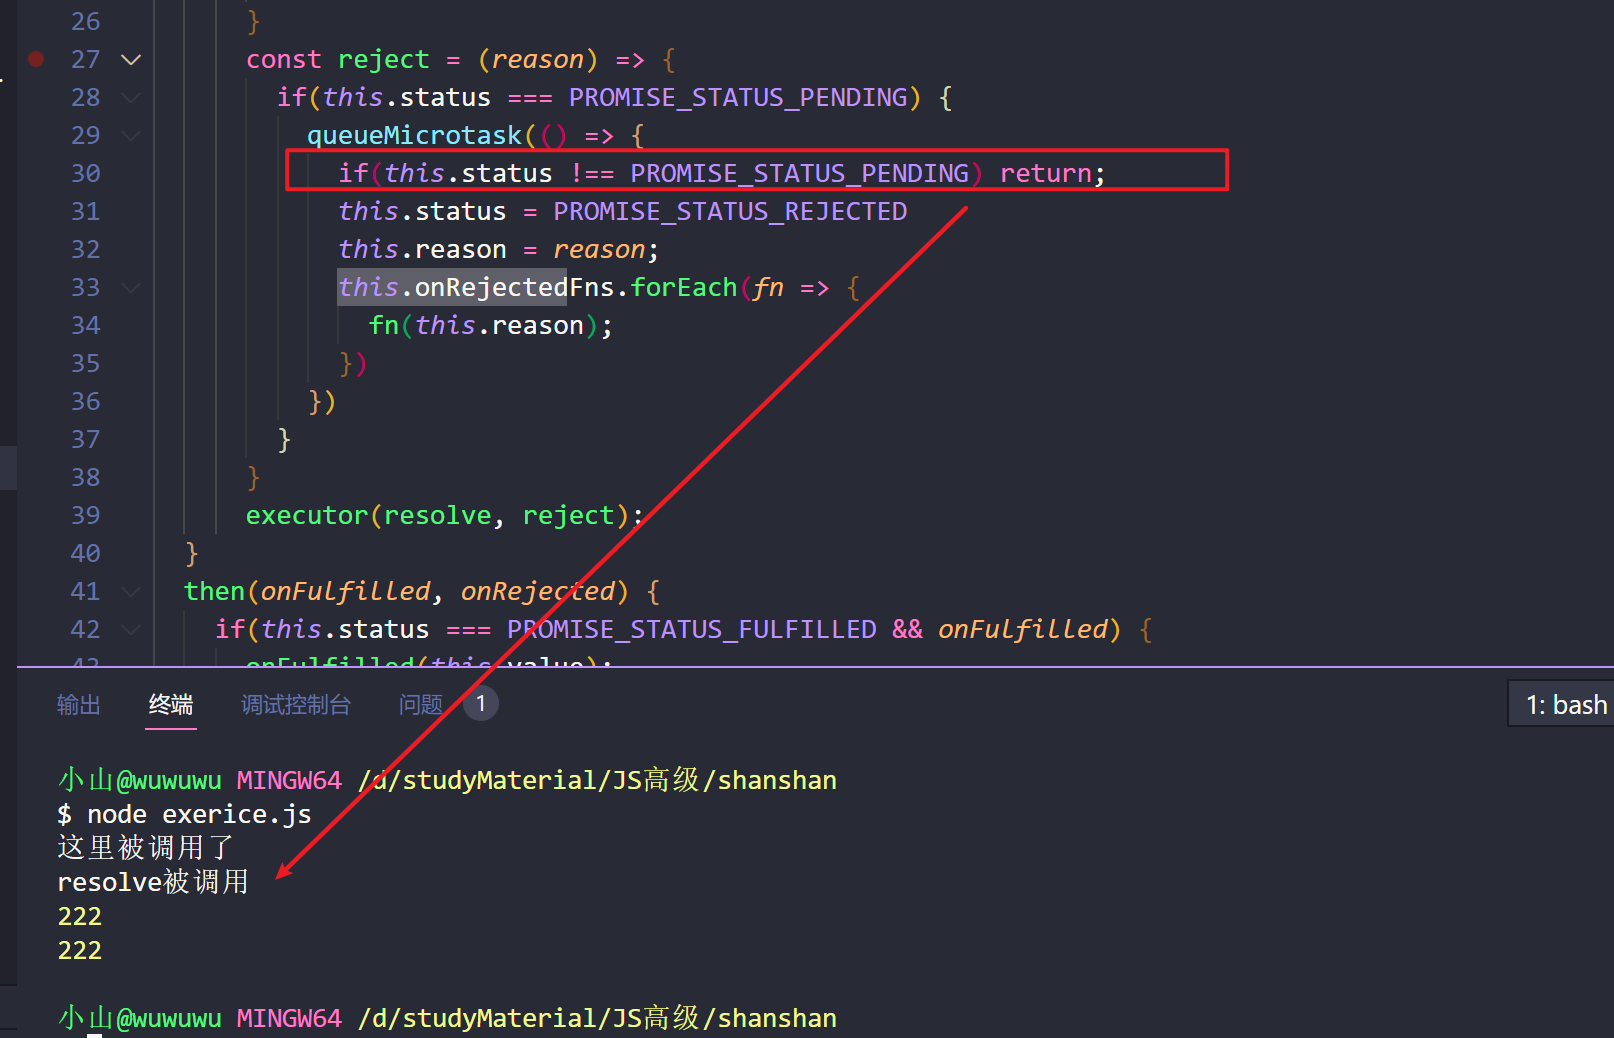 26 }
27 const reject = (reason) => {
28 if(this.status === PROMISE_STATUS_PENDING) {
29 queueMicrotask(() => {
30 if(this.status !== PROMISE_STATUS_PENDING) return;
31 this.status = PROMISE_STATUS_REJECTED
32 this.reason = reason;
33 this.onRejectedFns.forEach(fn => {
34 fn(this.reason);
35 })
36 })
37 }
38 }
39 executor(resolve, reject);
40 }
41 then(onFulfilled, onRejected) {
42 if(this.status === PROMISE_STATUS_FULFILLED && onFulfilled) {
43 onFulfilled(this.value);
输出 终端 调试控制台 问题 1 1: bash
小山@wuwuwu MINGW64 /d/studyMaterial/JS高级/shanshan
$ node exerice.js
这里被调用了
resolve被调用
222
222
小山@wuwuwu MINGW64 /d/studyMaterial/JS高级/shanshan